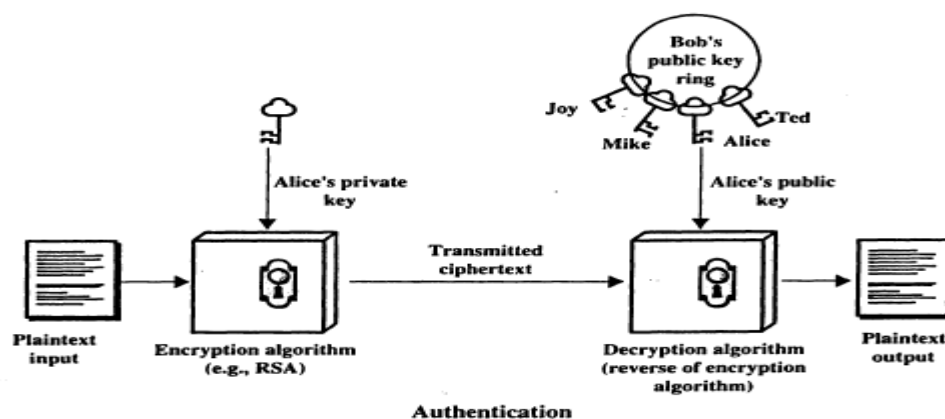 Bob's
public key
ring
Joy
Ted
Mike
Alice
Alice's private
key
Alice's public
key
Transmitted
ciphertext
Plaintext
input
Encryption algorithm
(e.g., RSA)
Decryption algorithm
(reverse of encryption
algorithm)
Plaintext
output
Authentication